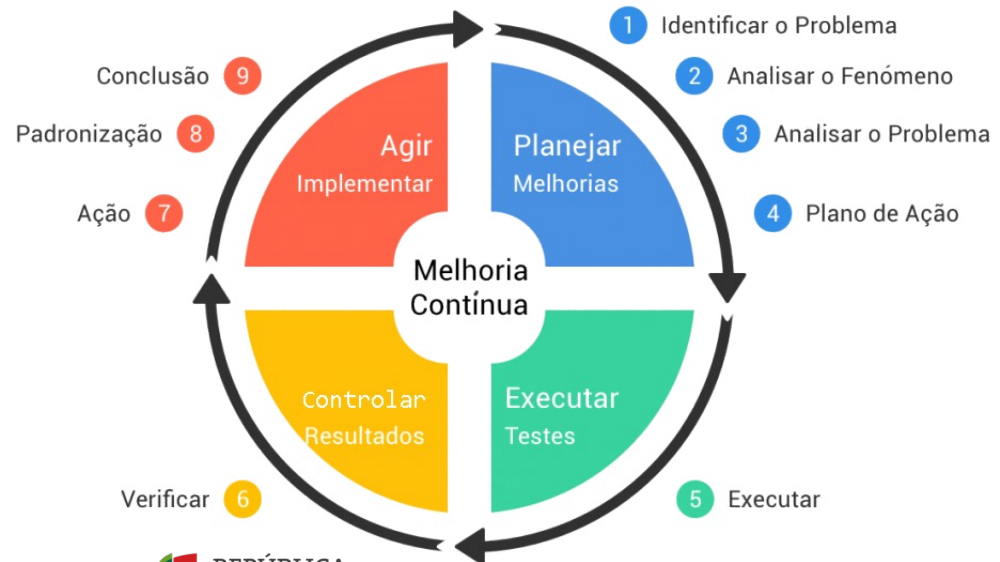 1 Identificar o Problema
2 Analisar o Fenómeno
3 Analisar o Problema
4 Plano de Ação
5 Executar
Verificar 6
Ação 7
Padronização 8
Conclusão 9
Agir
Implementar
Planejar
Melhorias
Melhoria
Contínua
Controlar
Resultados
Executar
Testes
REPÚBLICA